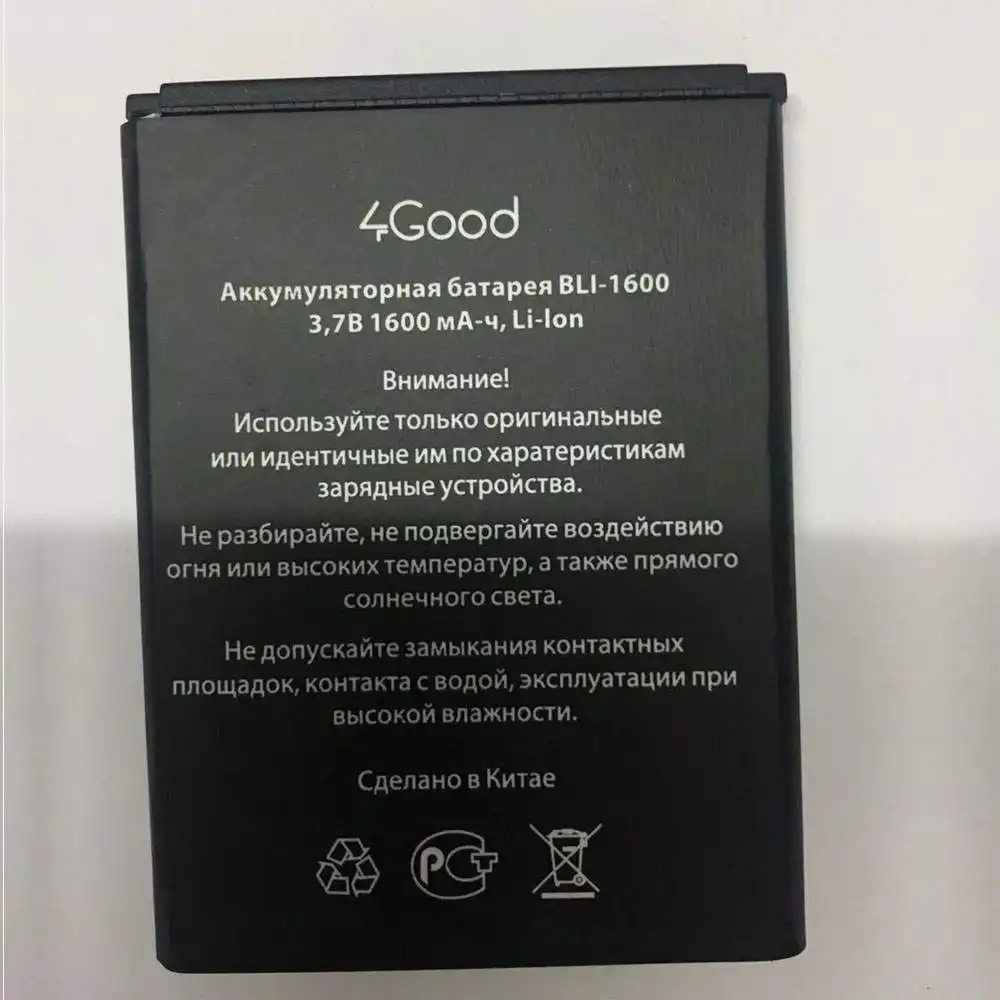 4Good
Аккумуляторная батарея BLI-1600
3,7В 1600 мА-ч, Li-Ion
Внимание!
Используйте только оригинальные
или идентичные им по харатеристикам
зарядные устройства.
Не разбирайте, не подвергайте воздействию
огня или высоких температур, а также прямого
солнечного света.
Не допускайте замыкания контактных
площадок, контакта с водой, эксплуатации при
высокой влажности.
Сделано в Китае
РСТ